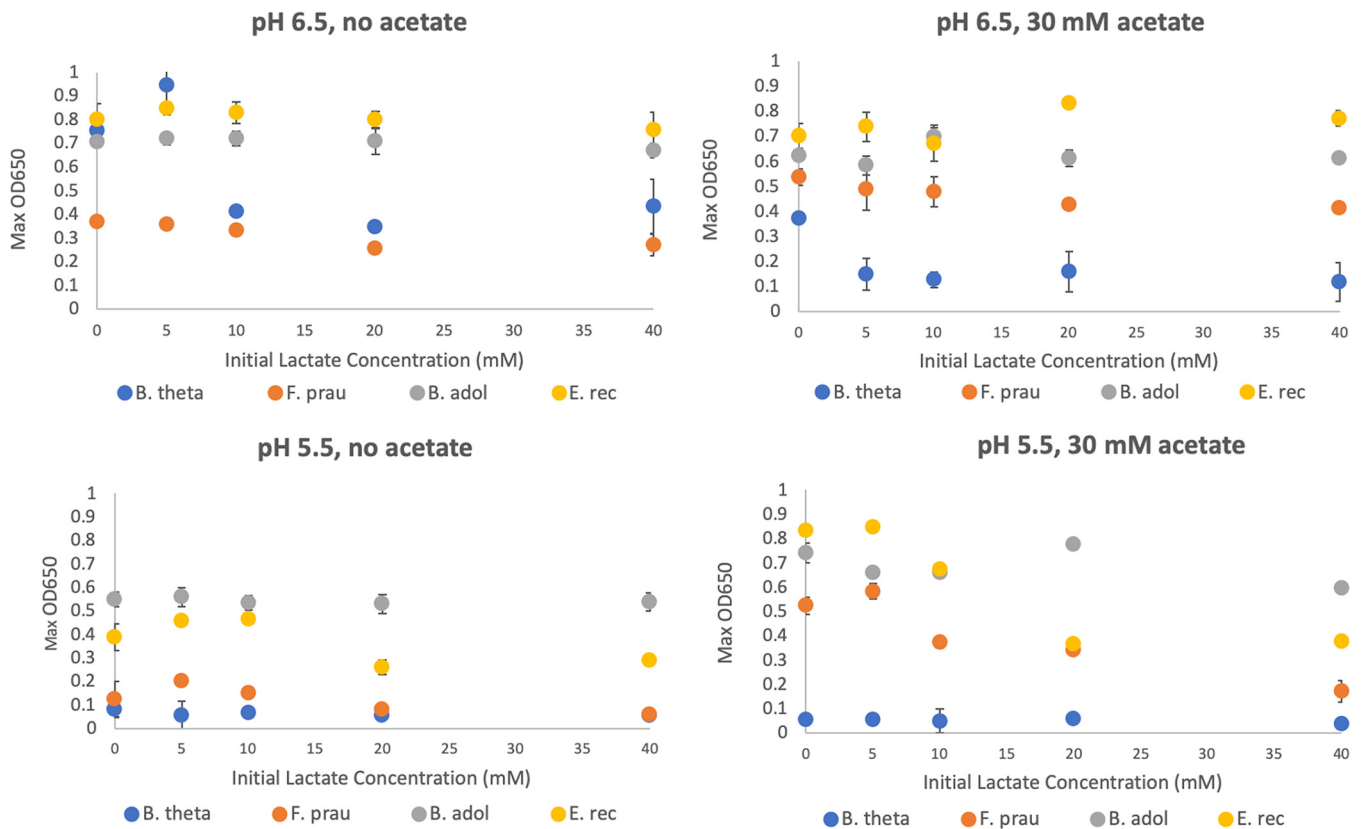 pH 6.5, no acetate
Max OD650
1
0.9
0.8
0.7
0.6
0.5
0.4
0.3
0.2
0.1
0
0 5 10 15 20 25 30 35 40
Initial Lactate Concentration (mM)
B. theta F. prau B. adol E. rec
pH 6.5, 30 mM acetate
Max OD650
1
0.9
0.8
0.7
0.6
0.5
0.4
0.3
0.2
0.1
0
0 5 10 15 20 25 30 35 40
Initial Lactate Concentration (mM)
B. theta F. prau B. adol E. rec
pH 5.5, no acetate
Max OD650
1
0.9
0.8
0.7
0.6
0.5
0.4
0.3
0.2
0.1
0
0 5 10 15 20 25 30 35 40
Initial Lactate Concentration (mM)
B. theta F. prau B. adol E. rec
pH 5.5, 30 mM acetate
Max OD650
1
0.9
0.8
0.7
0.6
0.5
0.4
0.3
0.2
0.1
0
0 5 10 15 20 25 30 35 40
Initial Lactate Concentration (mM)
B. theta F. prau B. adol E. rec